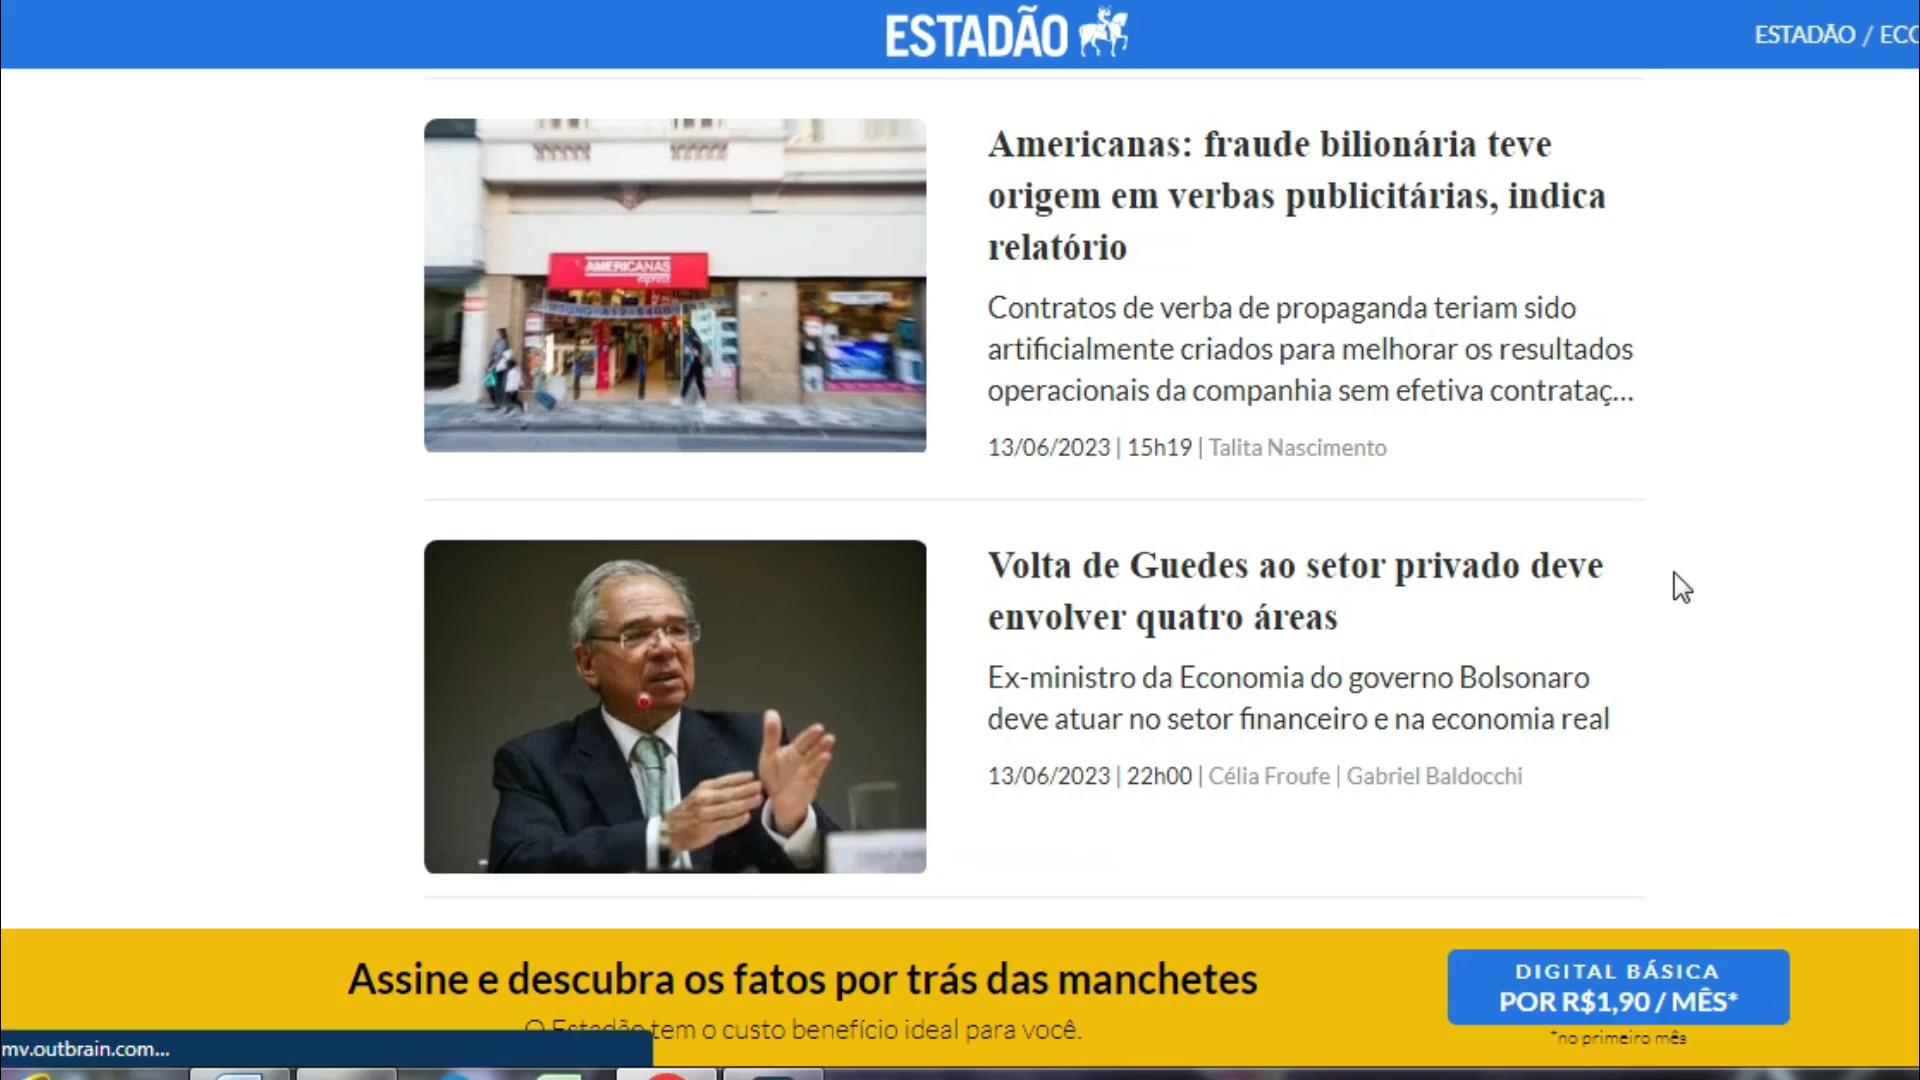 ESTADÃO
ESTADÃO / ECO
AMERICANAS
express
Americanas: fraude bilionária teve
origem em verbas publicitárias, indica
relatório
Contratos de verba de propaganda teriam sido
artificialmente criados para melhorar os resultados
operacionais da companhia sem efetiva contrataç...
13/06/2023 | 15h19 | Talita Nascimento
Volta de Guedes ao setor privado deve
envolver quatro áreas
Ex-ministro da Economia do governo Bolsonaro
deve atuar no setor financeiro e na economia real
13/06/2023 | 22h00 | Célia Froufe | Gabriel Baldocchi
Assine e descubra os fatos por trás das manchetes
O Estadão tem o custo benefício ideal para você.
DIGITAL BÁSICA
POR R$1,90 / MÊS*
*no primeiro mês
mv.outbrain.com...